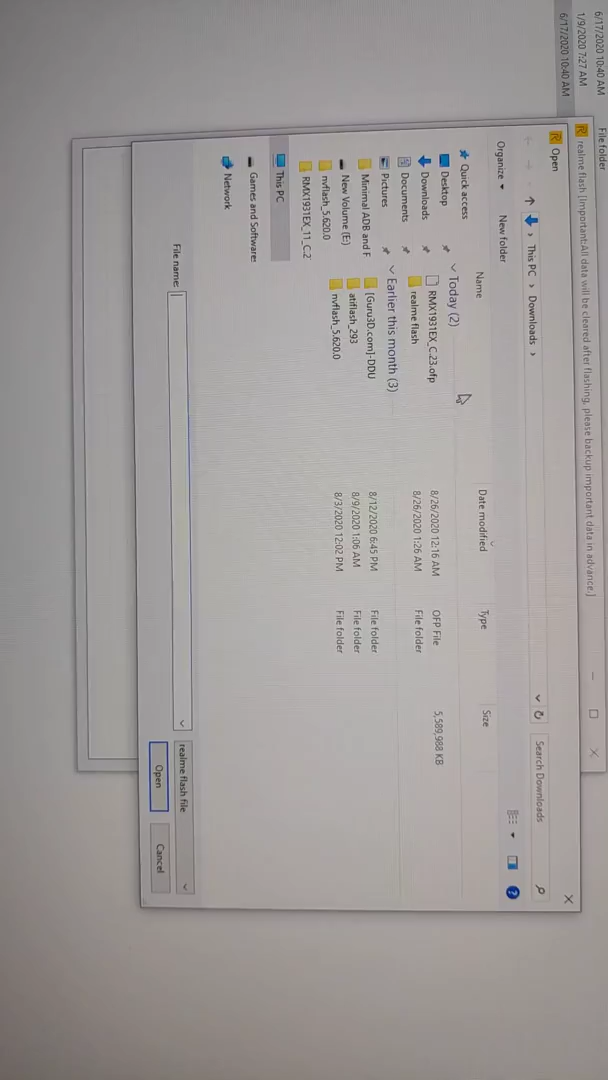 6/17/2020 10:40 AM
File folder
1/9/2020 7:27 AM
6/17/2020 10:40 AM
realme flash [Important:All data will be cleared after flashing, please backup important data in advance.]
Open
This PC › Downloads ›
Search Downloads
Organize
New folder
Name
Date modified
Type
Size
Quick access
Desktop
Downloads
Documents
Pictures
Minimal ADB and F
New Volume (E:)
nvflash_5.620.0
RMX1931EX_11_C.2
This PC
Games and Software:
Network
Today (2)
RMX1931EX_C.23.ofp 8/26/2020 12:16 AM OFP File 5,589,988 KB
realme flash 8/26/2020 1:26 AM File folder
Earlier this month (3)
[Guru3D.com]-DDU 8/12/2020 6:45 PM File folder
atiflash_293 8/9/2020 1:06 AM File folder
nvflash_5.620.0 8/3/2020 12:02 PM File folder
File name:
realme flash file
Open
Cancel